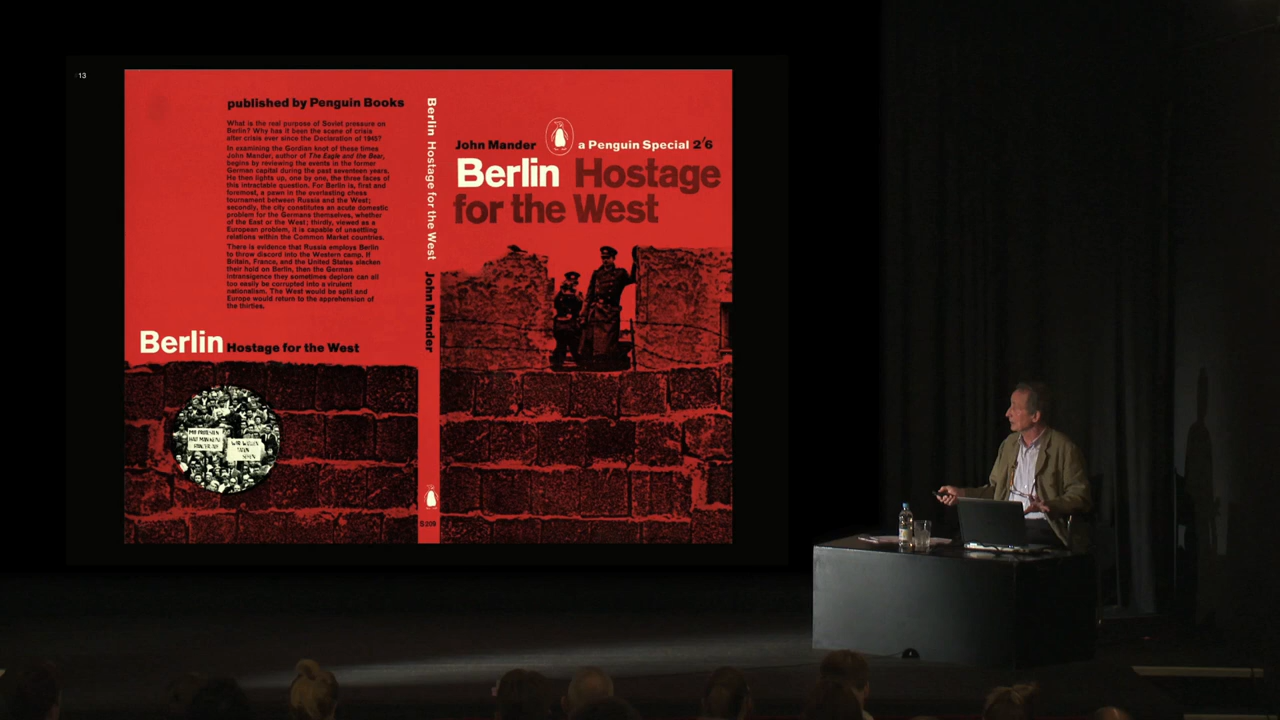 13
published by Penguin Books
What is the real purpose of Soviet pressure on
Berlin? Why has it been the scene of crisis
after crisis ever since the Declaration of 1945?
In examining the Gordian knot of these times
John Mander, author of The Eagle and the Bear,
begins by reviewing the events in the former
German capital during the past seventeen years.
He then lights up, one by one, the three faces of
this intractable question. For Berlin is, first and
foremost, a pawn in the everlasting chess
tournament between Russia and the West;
secondly, the city constitutes an acute domestic
problem for the Germans themselves, whether
of the East or the West; thirdly, viewed as a
European problem, it is capable of unsettling
relations within the Common Market countries.
There is evidence that Russia employs Berlin
to throw discord into the Western camp. If
Britain, France, and the United States slacken
their hold on Berlin, then the German
intransigence they sometimes deplore can all
too easily be corrupted into a virulent
nationalism. The West would be split and
Europe would return to the apprehension of
the thirties.
Berlin Hostage for the West
Berlin Hostage for the West John Mander
John Mander
a Penguin Special 2'6
Berlin Hostage
for the West